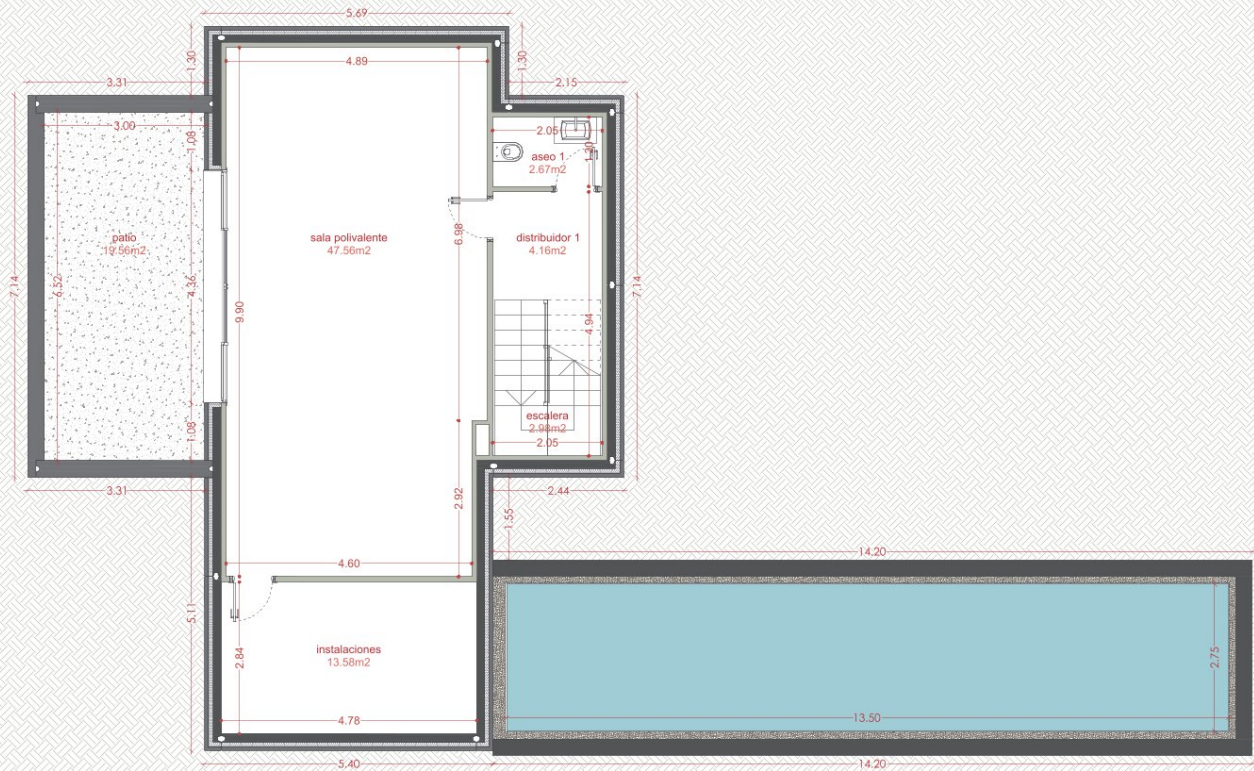 5.69
1.30
1.30
4.89
3.31
2.15
3.00
1.08
2.05
1.30
aseo 1
2.67m2
patio
19.56m2
sala polivalente
47.56m2
6.98
distribuidor 1
4.16m2
7.14
6.52
4.36
9.90
4.94
7.14
escalera
2.98m2
1.08
2.05
3.31
2.92
2.44
1.55
14.20
4.60
5.11
2.84
instalaciones
13.58m2
2.75
4.78
13.50
5.40
14.20